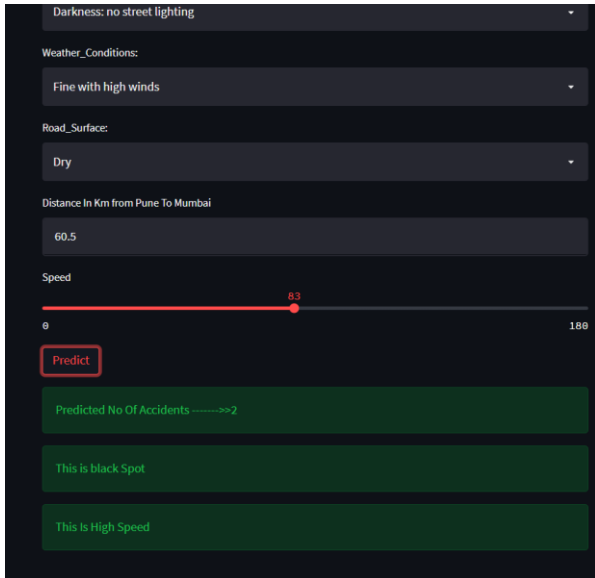 Darkness: no street lighting
Weather_Conditions:
Fine with high winds
Road_Surface:
Dry
Distance In Km from Pune To Mumbai
60.5
Speed
83
0 180
Predict
Predicted No Of Accidents ------->>2
This is black Spot
This Is High Speed